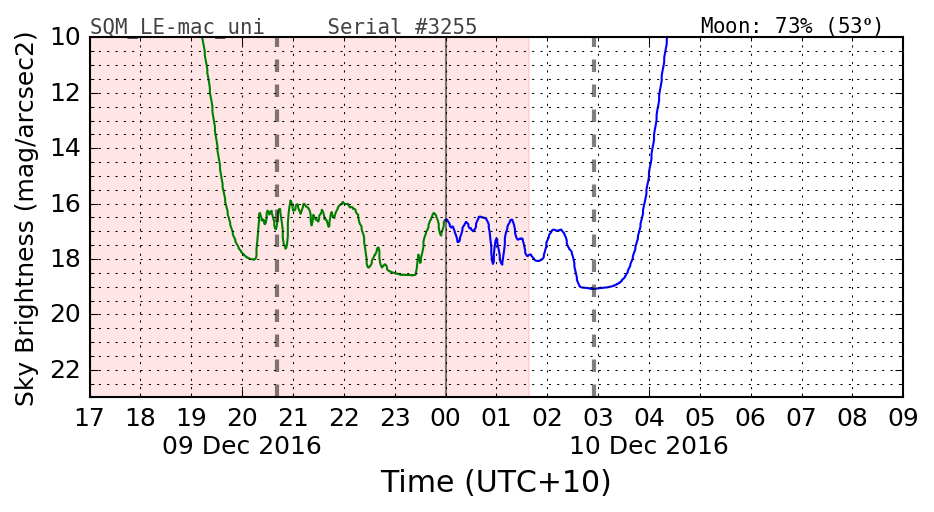 SQM_LE-mac_uni Serial #3255 Moon: 73% (53°)
Sky Brightness (mag/arcsec2)
10
12
14
16
18
20
22
17 18 19 20 21 22 23 00 01 02 03 04 05 06 07 08 09
09 Dec 2016 10 Dec 2016
Time (UTC+10)